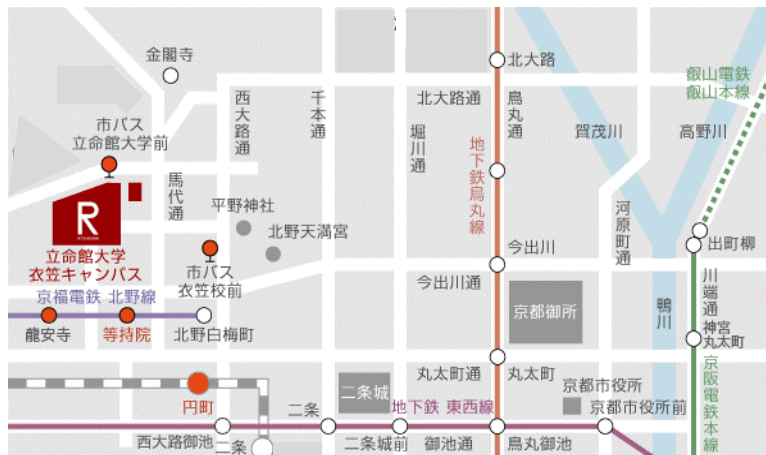 金閣寺
市バス
立命館大学前
西大路通
千本通
北大路
北大路通
烏丸通
堀川通
地下鉄烏丸線
賀茂川
高野川
叡山電鉄
叡山本線
馬代通
平野神社
北野天満宮
R
立命館大学
衣笠キャンパス
市バス
衣笠校前
今出川
今出川通
河原町通
出町柳
川端通
鴨川
京都御所
神宮
丸太町
京福電鉄 北野線
龍安寺
等持院
北野白梅町
丸太町通
丸太町
円町
二条城
京都市役所
京都市役所前
京阪電鉄本線
地下鉄 東西線
二条
西大路御池
二条
二条城前
御池通
烏丸御池